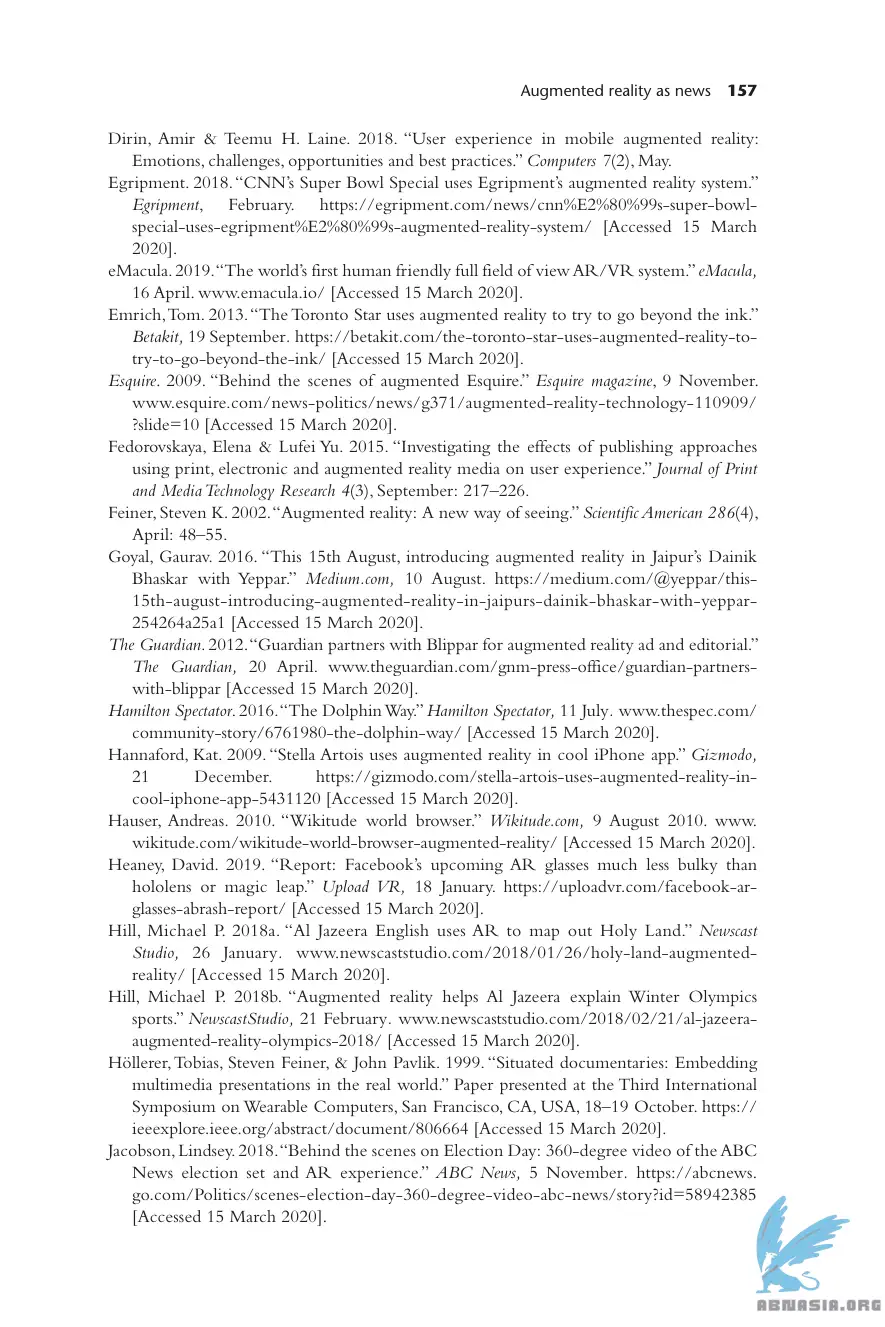 Augmented reality as news 157
Dirin, Amir & Teemu H. Laine. 2018. “User experience in mobile augmented reality:
Emotions, challenges, opportunities and best practices.” Computers 7(2), May.
Egripment. 2018. “CNN’s Super Bowl Special uses Egripment’s augmented reality system.”
Egripment, February. https://egripment.com/news/cnn%E2%80%99s-super-bowl-
special-uses-egripment%E2%80%99s-augmented-reality-system/ [Accessed 15 March
2020].
eMacula. 2019. “The world’s first human friendly full field of view AR/VR system.” eMacula,
16 April. www.emacula.io/ [Accessed 15 March 2020].
Emrich, Tom. 2013. “The Toronto Star uses augmented reality to try to go beyond the ink.”
Betakit, 19 September. https://betakit.com/the-toronto-star-uses-augmented-reality-to-
try-to-go-beyond-the-ink/ [Accessed 15 March 2020].
Esquire. 2009. “Behind the scenes of augmented Esquire.” Esquire magazine, 9 November.
www.esquire.com/news-politics/news/g371/augmented-reality-technology-110909/
?slide=10 [Accessed 15 March 2020].
Fedorovskaya, Elena & Lufei Yu. 2015. “Investigating the effects of publishing approaches
using print, electronic and augmented reality media on user experience.” Journal of Print
and Media Technology Research 4(3), September: 217–226.
Feiner, Steven K. 2002. “Augmented reality: A new way of seeing.” Scientific American 286(4),
April: 48–55.
Goyal, Gaurav. 2016. “This 15th August, introducing augmented reality in Jaipur’s Dainik
Bhaskar with Yeppar.” Medium.com, 10 August. https://medium.com/@yeppar/this-
15th-august-introducing-augmented-reality-in-jaipurs-dainik-bhaskar-with-yeppar-
254264a25a1 [Accessed 15 March 2020].
The Guardian. 2012. “Guardian partners with Blippar for augmented reality ad and editorial.”
The Guardian, 20 April. www.theguardian.com/gnm-press-office/guardian-partners-
with-blippar [Accessed 15 March 2020].
Hamilton Spectator. 2016. “The Dolphin Way.” Hamilton Spectator, 11 July. www.thespec.com/
community-story/6761980-the-dolphin-way/ [Accessed 15 March 2020].
Hannaford, Kat. 2009. “Stella Artois uses augmented reality in cool iPhone app.” Gizmodo,
21 December. https://gizmodo.com/stella-artois-uses-augmented-reality-in-
cool-iphone-app-5431120 [Accessed 15 March 2020].
Hauser, Andreas. 2010. “Wikitude world browser.” Wikitude.com, 9 August 2010. www.
wikitude.com/wikitude-world-browser-augmented-reality/ [Accessed 15 March 2020].
Heaney, David. 2019. “Report: Facebook’s upcoming AR glasses much less bulky than
hololens or magic leap.” Upload VR, 18 January. https://uploadvr.com/facebook-ar-
glasses-abrash-report/ [Accessed 15 March 2020].
Hill, Michael P. 2018a. “Al Jazeera English uses AR to map out Holy Land.” Newscast
Studio, 26 January. www.newscaststudio.com/2018/01/26/holy-land-augmented-
reality/ [Accessed 15 March 2020].
Hill, Michael P. 2018b. “Augmented reality helps Al Jazeera explain Winter Olympics
sports.” NewscastStudio, 21 February. www.newscaststudio.com/2018/02/21/al-jazeera-
augmented-reality-olympics-2018/ [Accessed 15 March 2020].
Höllerer, Tobias, Steven Feiner, & John Pavlik. 1999. “Situated documentaries: Embedding
multimedia presentations in the real world.” Paper presented at the Third International
Symposium on Wearable Computers, San Francisco, CA, USA, 18–19 October. https://
ieeexplore.ieee.org/abstract/document/806664 [Accessed 15 March 2020].
Jacobson, Lindsey. 2018. “Behind the scenes on Election Day: 360-degree video of the ABC
News election set and AR experience.” ABC News, 5 November. https://abcnews.
go.com/Politics/scenes-election-day-360-degree-video-abc-news/story?id=58942385
[Accessed 15 March 2020].
ABNASIA.ORG